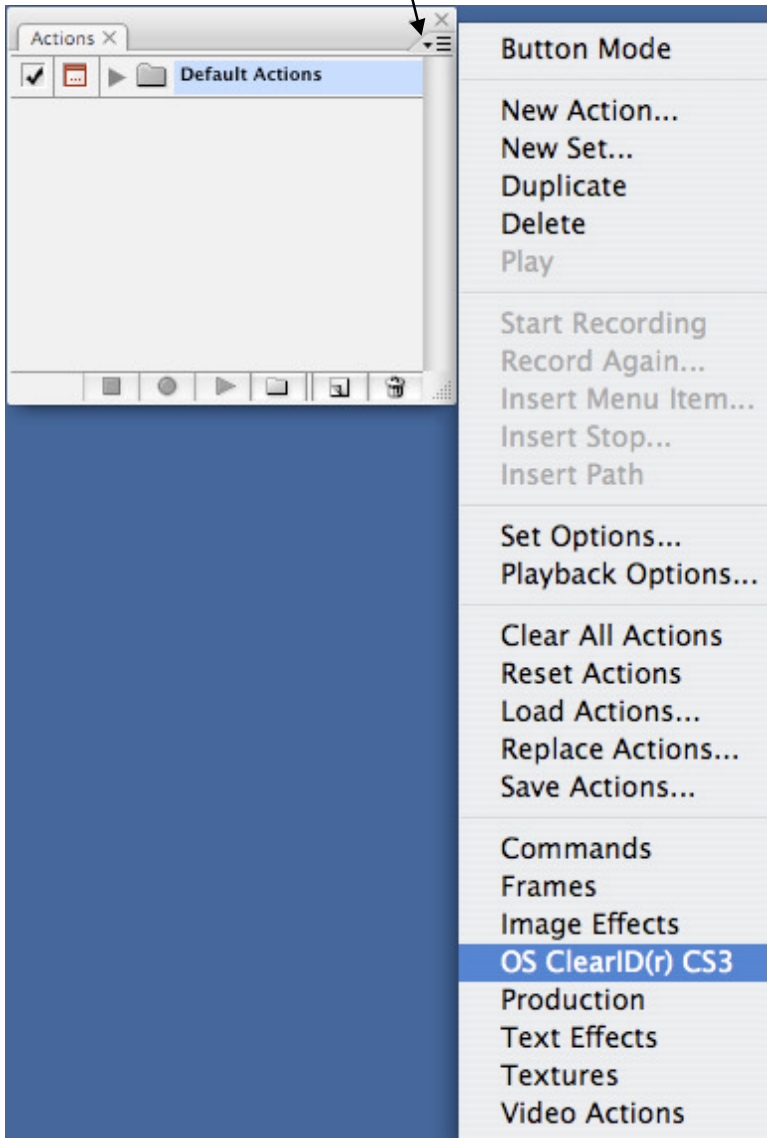 Actions
Default Actions
Button Mode
New Action...
New Set...
Duplicate
Delete
Play
Start Recording
Record Again...
Insert Menu Item...
Insert Stop...
Insert Path
Set Options...
Playback Options...
Clear All Actions
Reset Actions
Load Actions...
Replace Actions...
Save Actions...
Commands
Frames
Image Effects
OS ClearID(r) CS3
Production
Text Effects
Textures
Video Actions